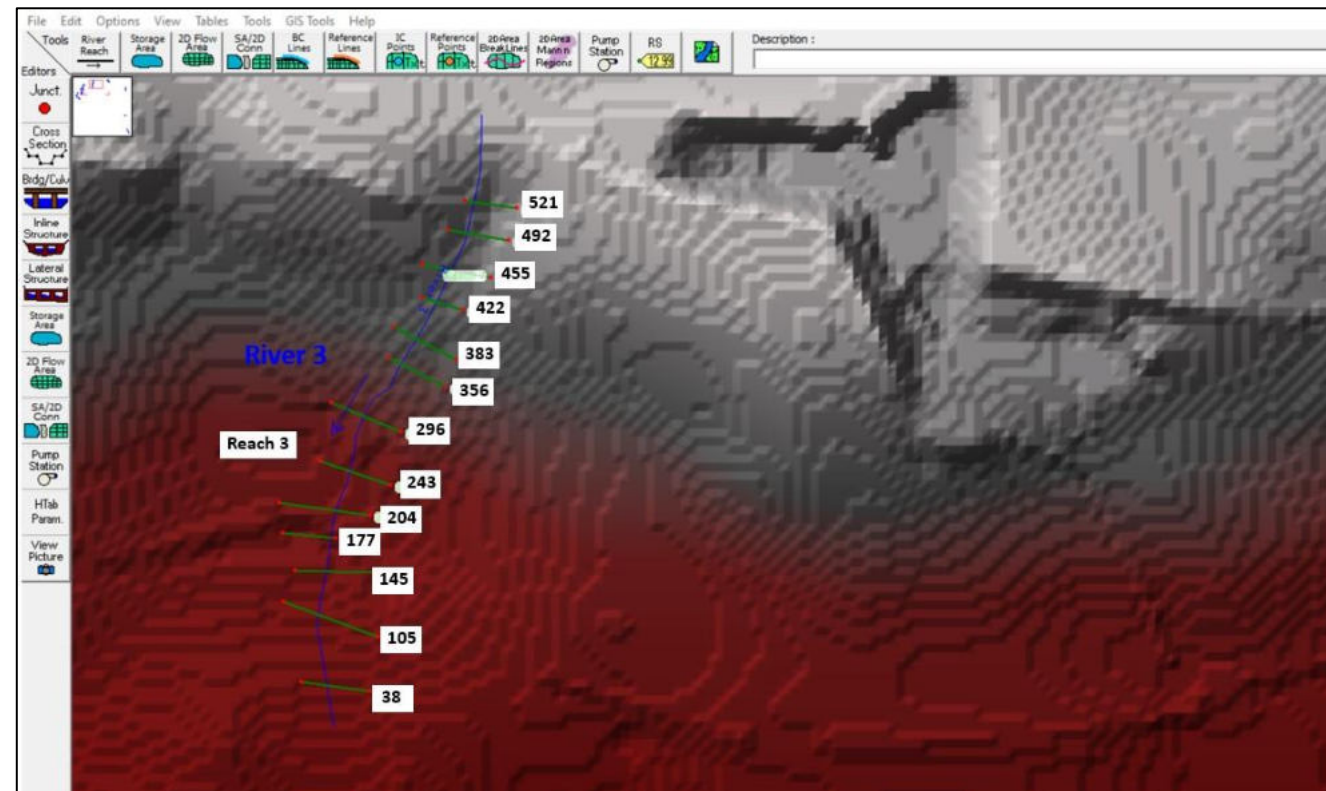 File Edit Options View Tables Tools GIS Tools Help
Tools
Editors
River Reach
Storage Area
2D Flow Area
SA/2D Conn
BC Lines
Reference Lines
IC Points
Reference Points
2D Area BreakLines
2D Area Mann n Regions
Pump Station
RS
12.99
Description :
Junct.
Cross Section
Brdg/Culv
Inline Structure
Lateral Structure
Storage Area
2D Flow Area
SA/2D Conn
Pump Station
HTab Param.
View Picture
521
492
455
422
383
River 3
356
296
Reach 3
243
204
177
145
105
38